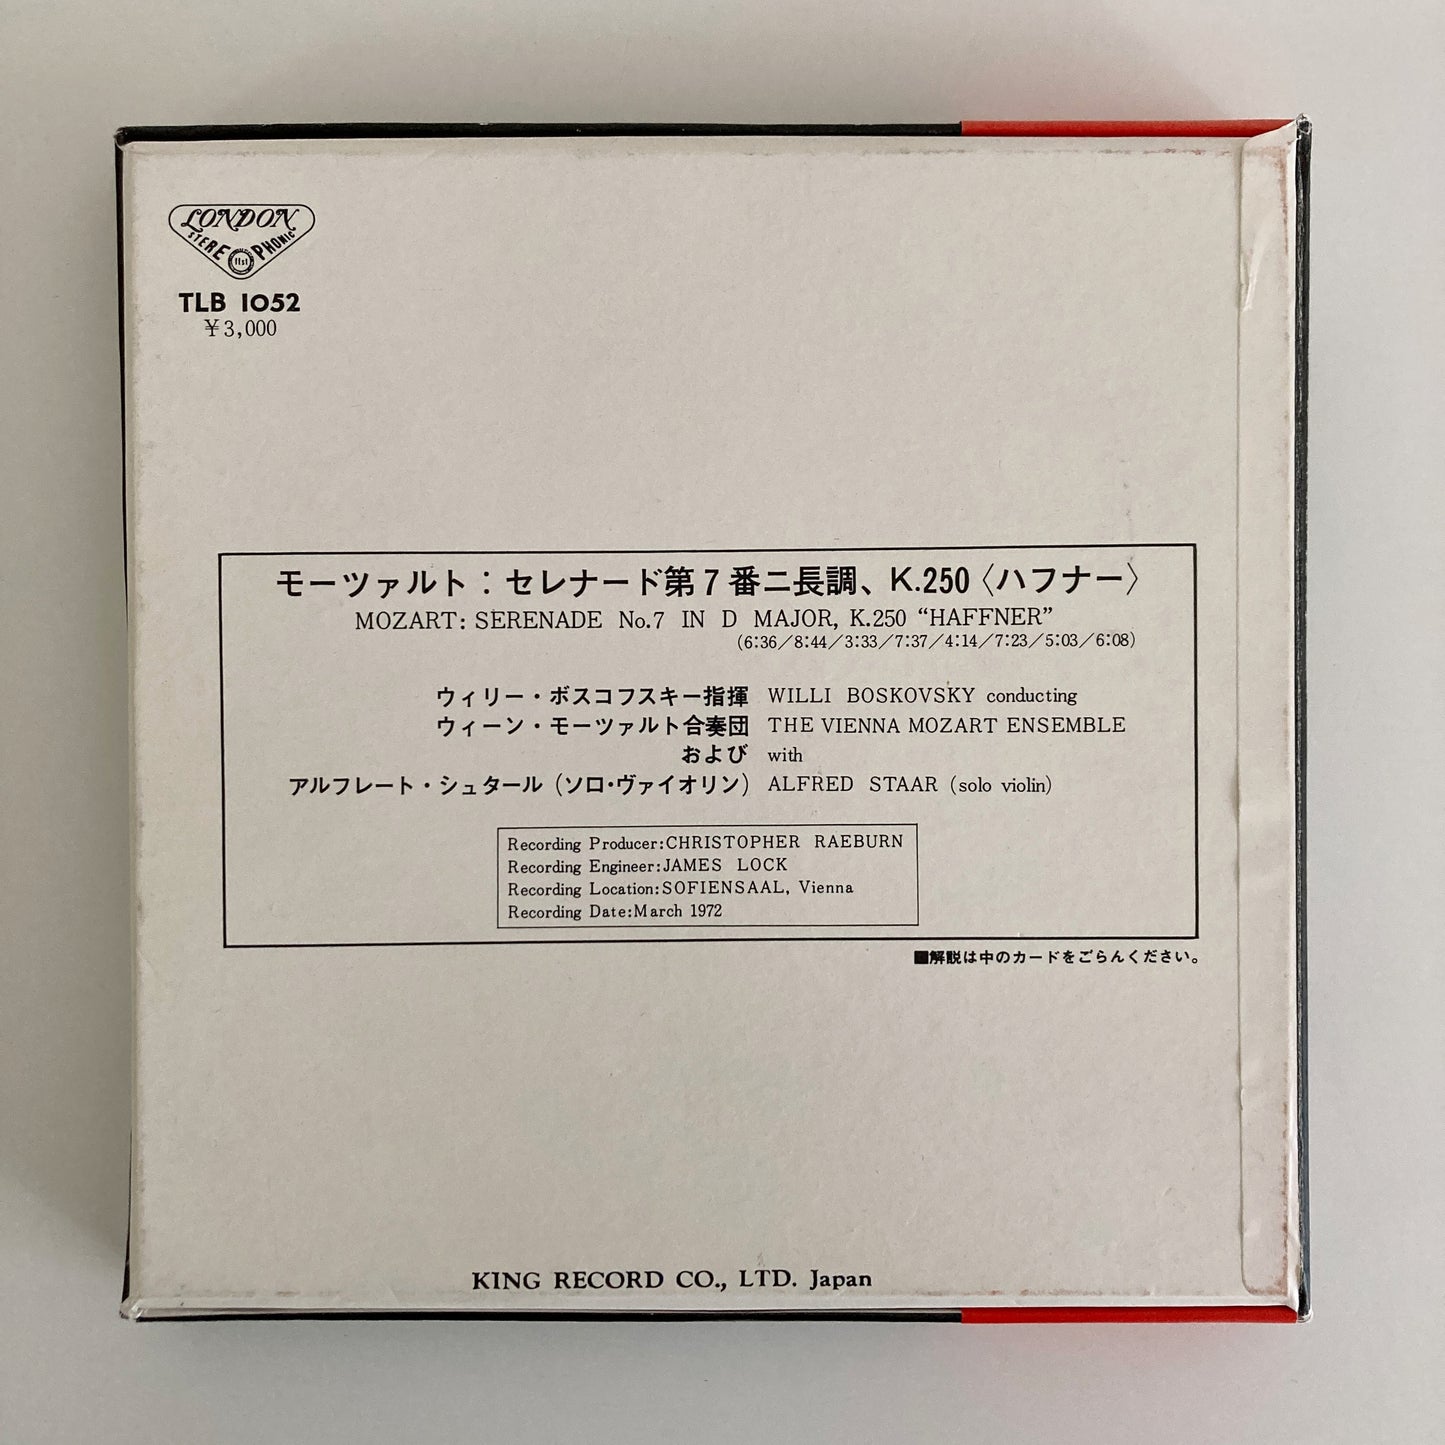 LONDON
STEREOPHONIC
ffss
TLB 1052
¥3,000
モーツァルト：セレナード第7番ニ長調、K.250〈ハフナー〉
MOZART: SERENADE No.7 IN D MAJOR, K.250 “HAFFNER”
(6:36／8:44／3:33／7:37／4:14／7:23／5:03／6:08)
ウィリー・ボスコフスキー指揮 WILLI BOSKOVSKY conducting
ウィーン・モーツァルト合奏団 THE VIENNA MOZART ENSEMBLE
および with
アルフレート・シュタール（ソロ・ヴァイオリン） ALFRED STAAR (solo violin)
Recording Producer:CHRISTOPHER RAEBURN
Recording Engineer:JAMES LOCK
Recording Location:SOFIENSAAL, Vienna
Recording Date:March 1972
■解説は中のカードをごらんください。
KING RECORD CO., LTD. Japan